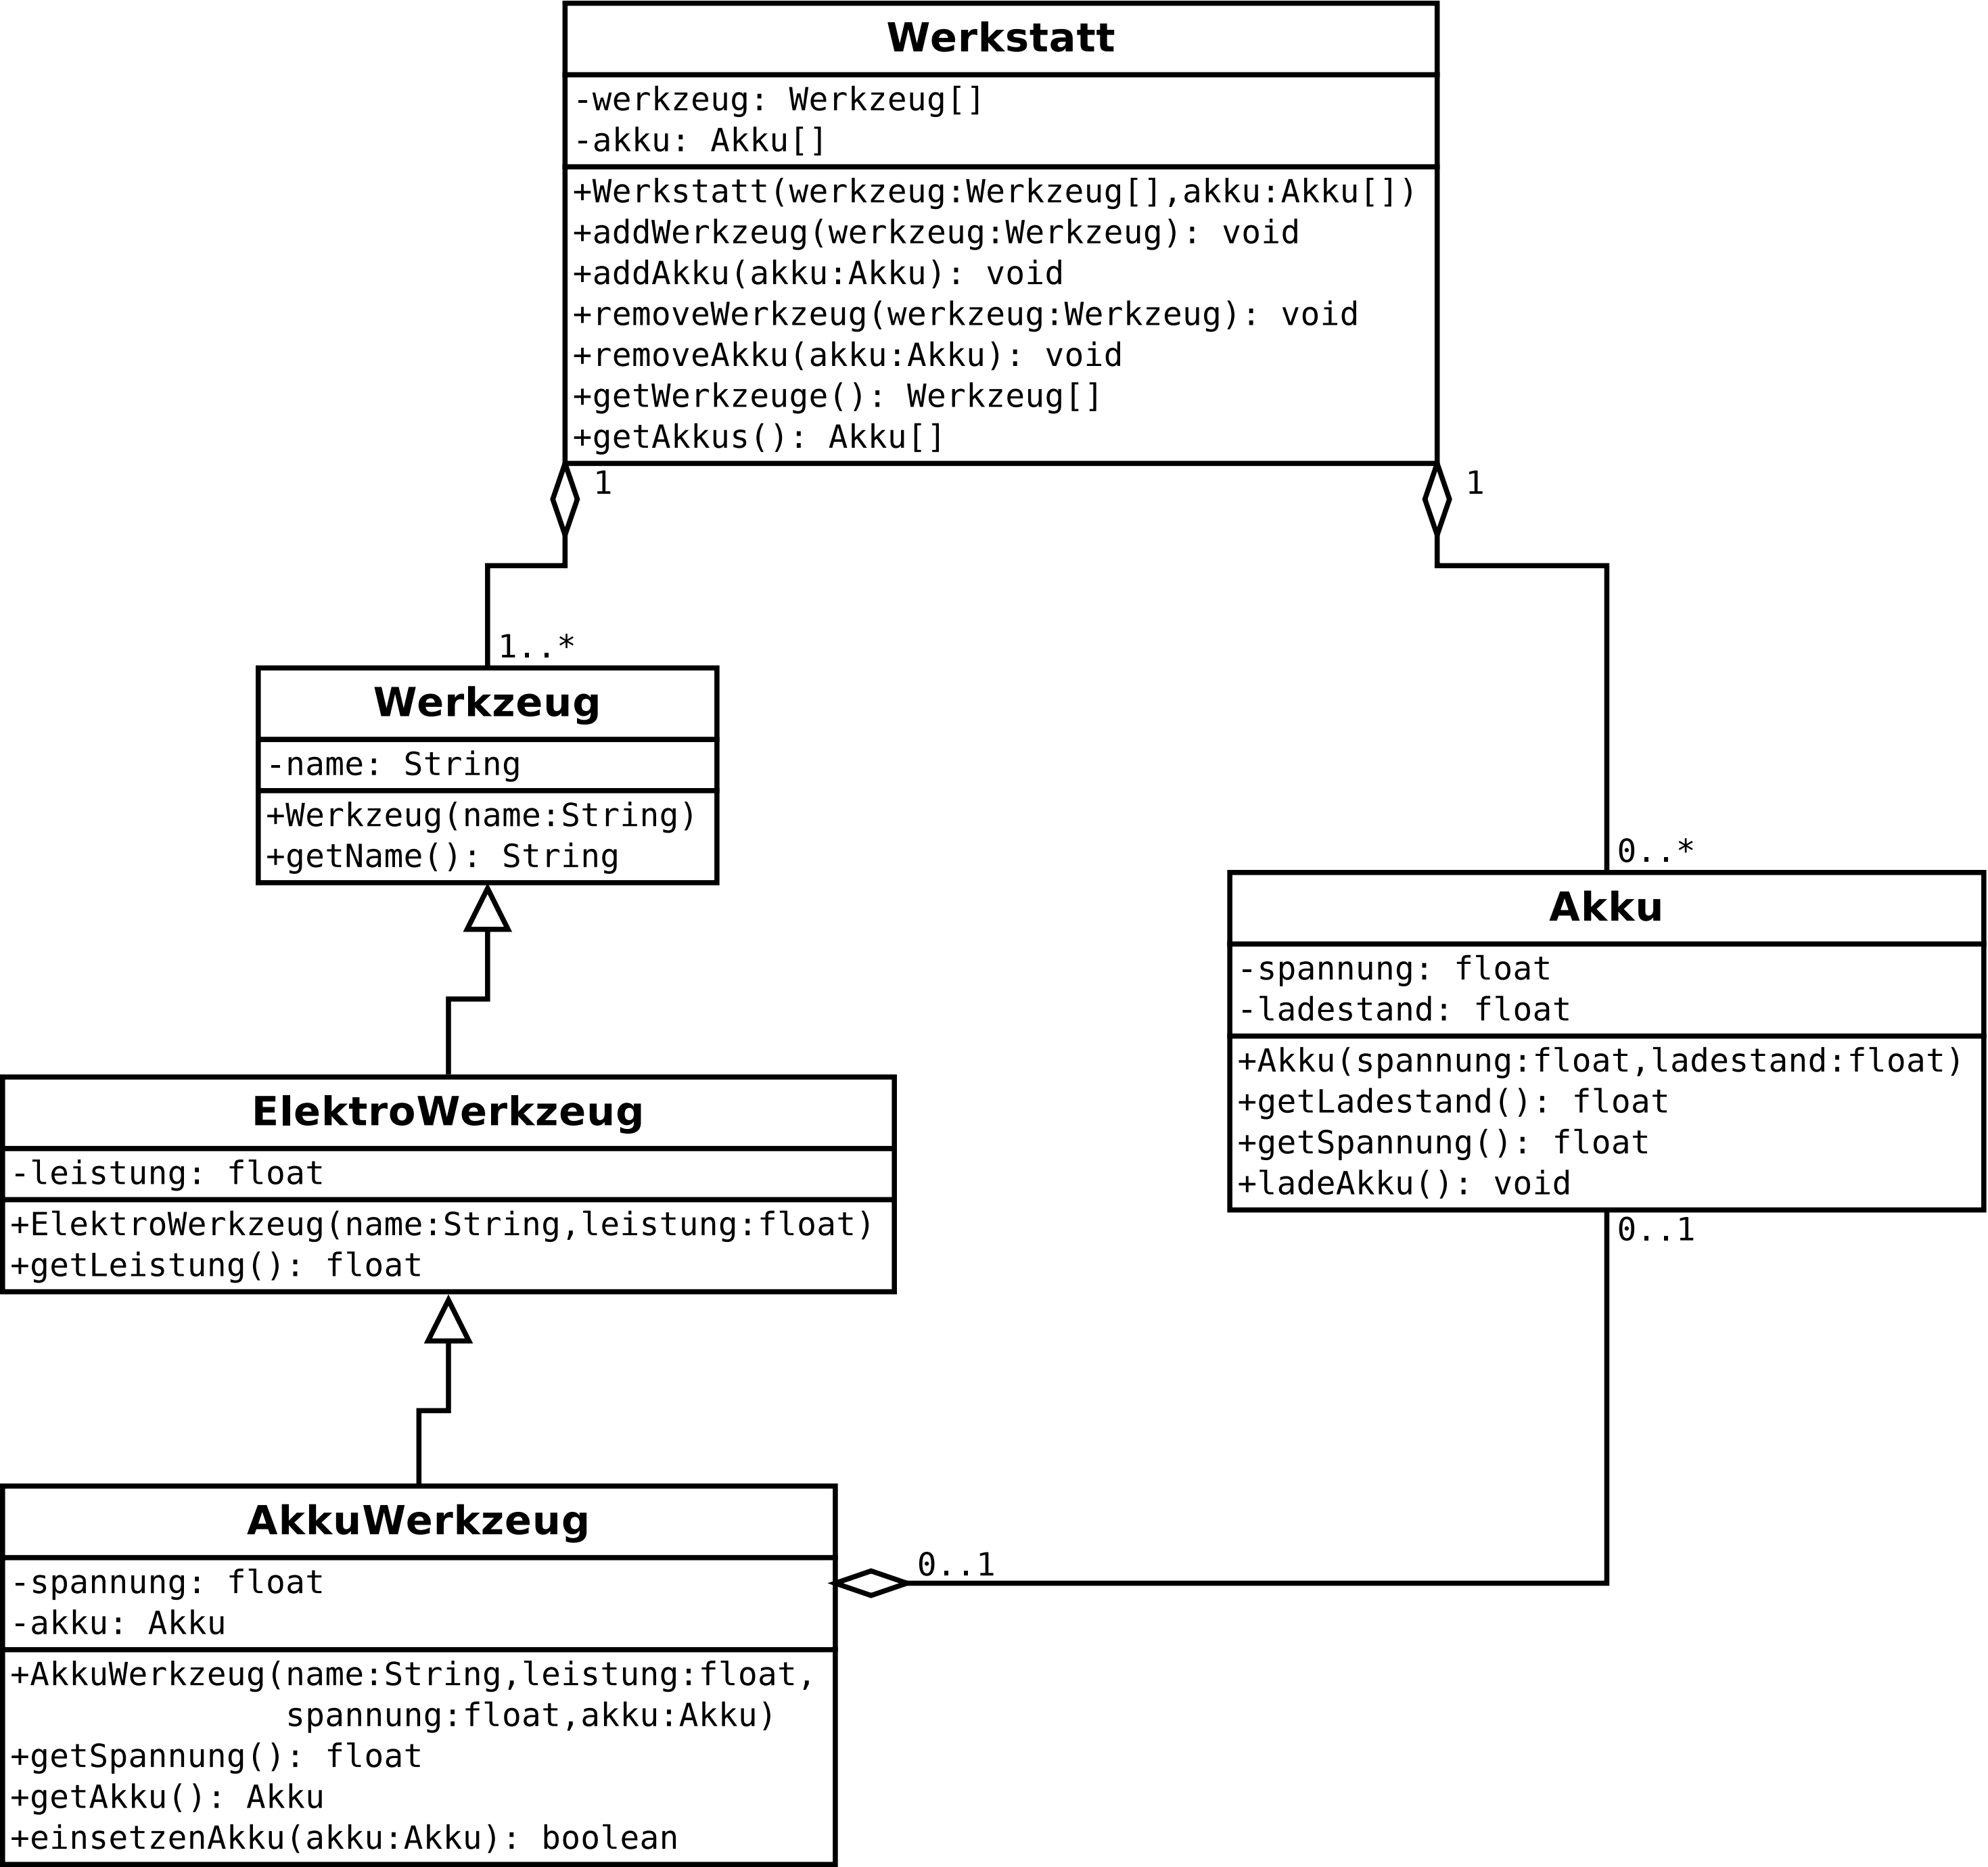 Werkstatt
-werkzeug: Werkzeug[]
-akku: Akku[]
+Werkstatt(werkzeug:Werkzeug[],akku:Akku[])
+addWerkzeug(werkzeug:Werkzeug): void
+addAkku(akku:Akku): void
+removeWerkzeug(werkzeug:Werkzeug): void
+removeAkku(akku:Akku): void
+getWerkzeuge(): Werkzeug[]
+getAkkus(): Akku[]
1
1
1..*
Werkzeug
-name: String
+Werkzeug(name:String)
+getName(): String
0..*
Akku
-spannung: float
-ladestand: float
+Akku(spannung:float,ladestand:float)
+getLadestand(): float
+getSpannung(): float
+ladeAkku(): void
0..1
ElektroWerkzeug
-leistung: float
+ElektroWerkzeug(name:String,leistung:float)
+getLeistung(): float
AkkuWerkzeug
-spannung: float
-akku: Akku
+AkkuWerkzeug(name:String,leistung:float,
spannung:float,akku:Akku)
+getSpannung(): float
+getAkku(): Akku
+einsetzenAkku(akku:Akku): boolean
0..1